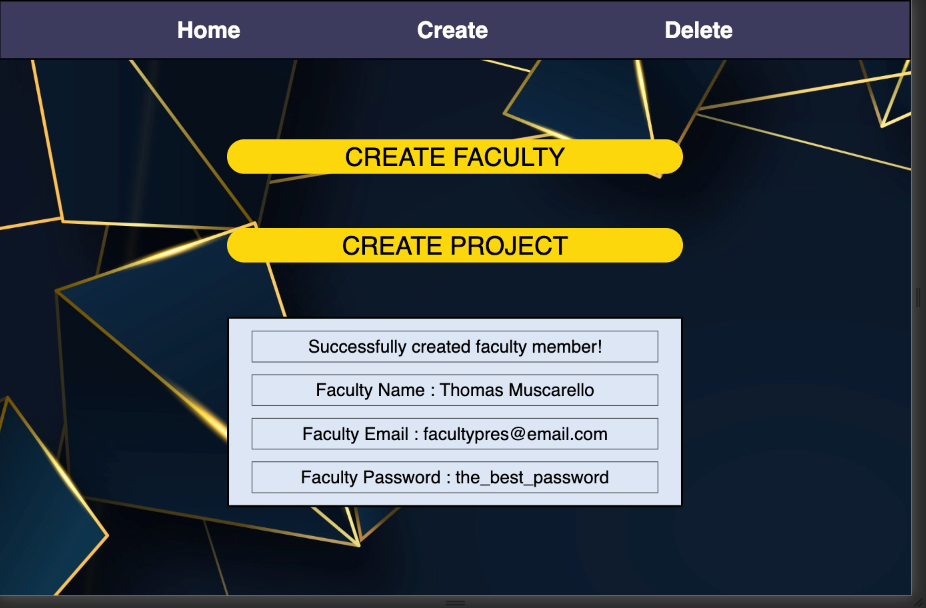 Home Create Delete
CREATE FACULTY
CREATE PROJECT
Successfully created faculty member!
Faculty Name : Thomas Muscarello
Faculty Email : facultypres@email.com
Faculty Password : the_best_password